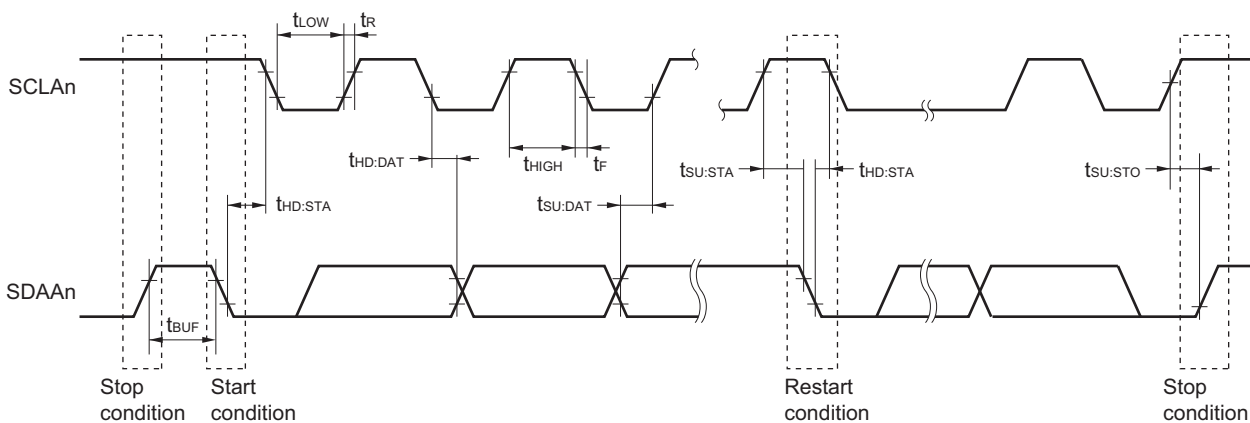 tLOW tR
SCLAn
tHD:DAT tHIGH tF tSU:STA tHD:STA tSU:STO
tHD:STA tSU:DAT
SDAAn
tBUF
Stop Start Restart Stop
condition condition condition condition